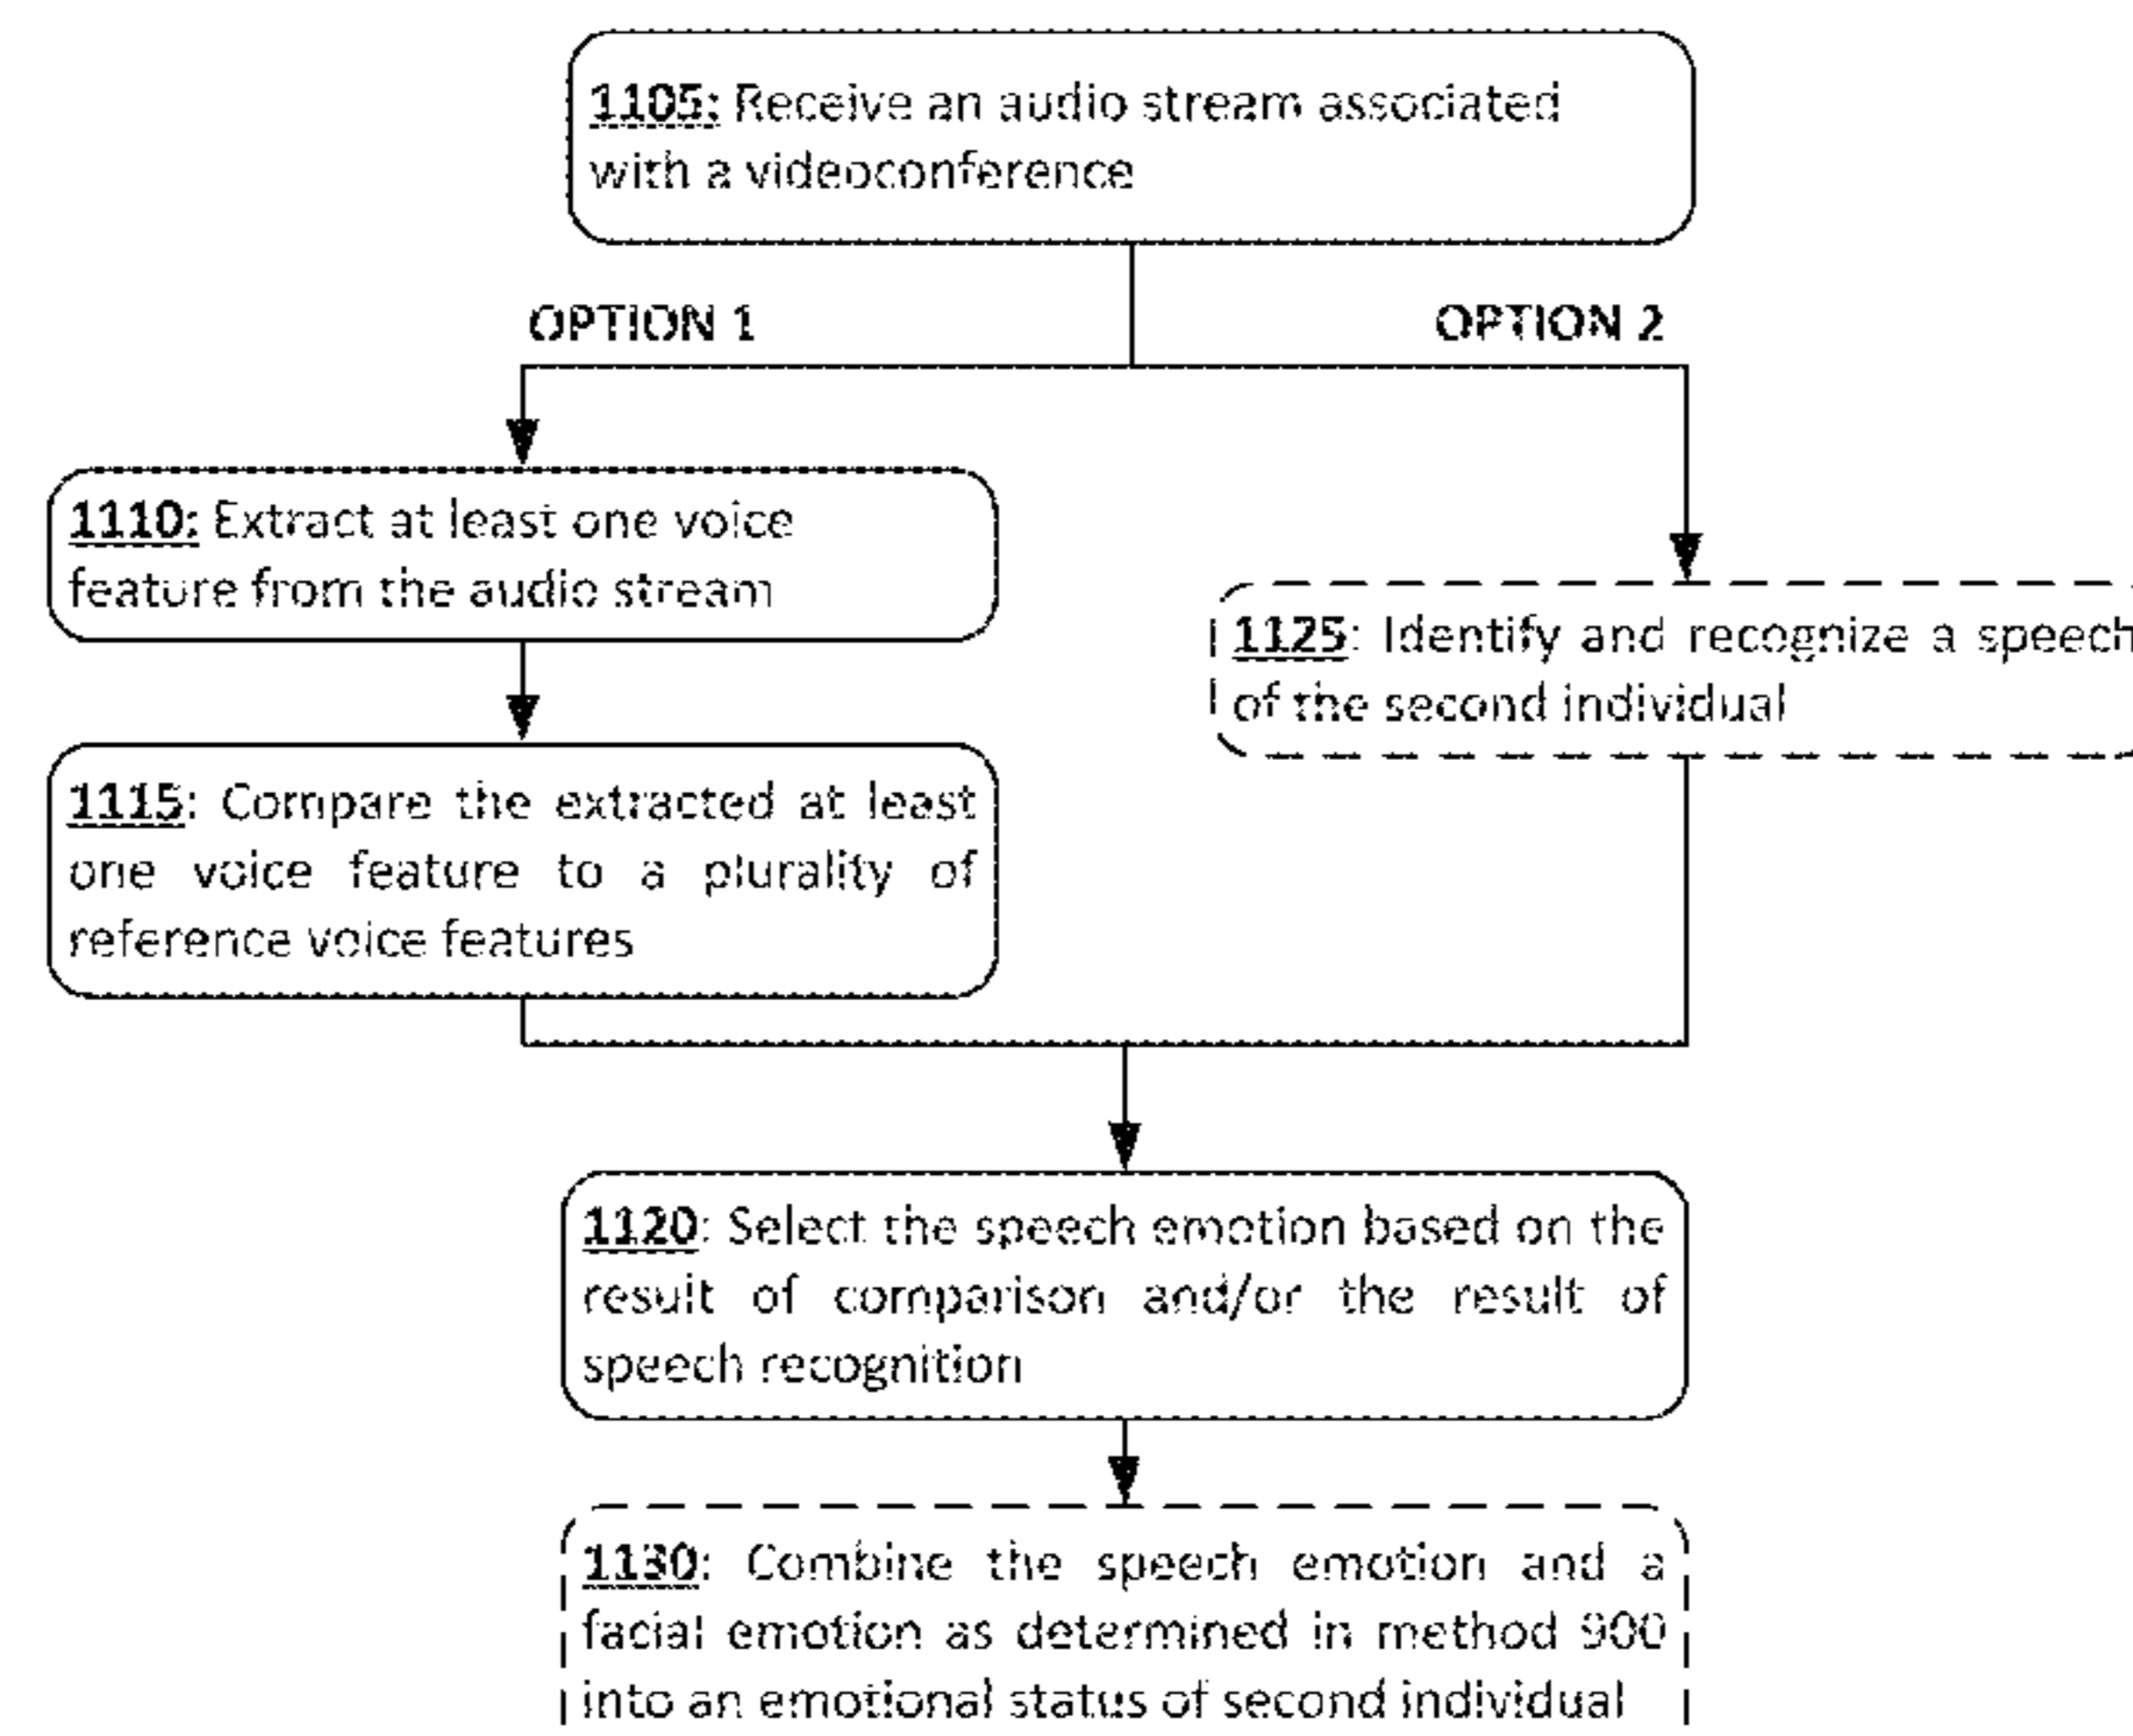 1105: Receive an audio stream associated
with a videoconference
OPTION 1
OPTION 2
1110: Extract at least one voice
feature from the audio stream
1125: Identify and recognize a speech
of the second individual
1115: Compare the extracted at least
one voice feature to a plurality of
reference voice features
1120: Select the speech emotion based on the
result of comparison and/or the result of
speech recognition
1130: Combine the speech emotion and a
facial emotion as determined in method 900
into an emotional status of second individual